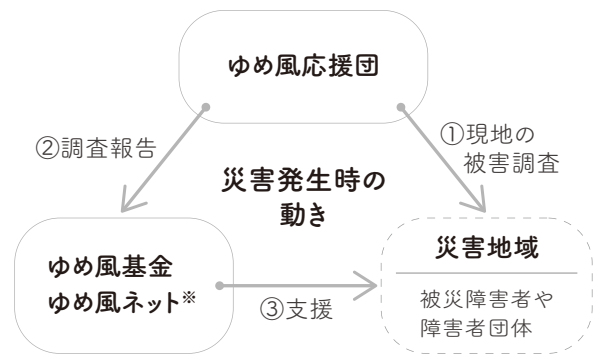 ゆめ風応援団
①現地の
被害調査
②調査報告
災害発生時の
動き
ゆめ風基金
ゆめ風ネット※
③支援
災害地域
被災障害者や
障害者団体